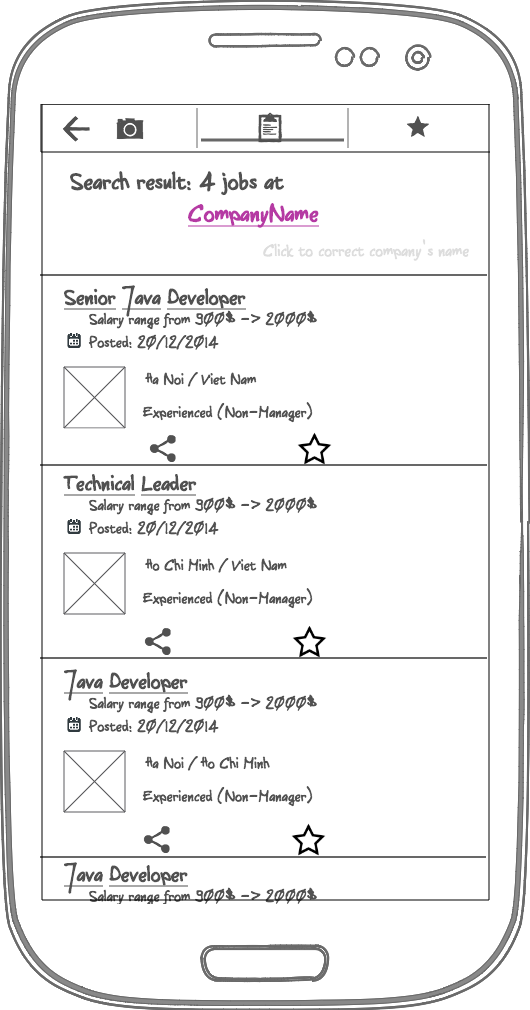 Search result: 4 jobs at
CompanyName
Click to correct company's name
Senior Java Developer
Salary range from 900$ -> 2000$
Posted: 20/12/2014
Ha Noi / Viet Nam
Experienced (Non-Manager)
Technical Leader
Salary range from 900$ -> 2000$
Posted: 20/12/2014
Ho Chi Minh / Viet Nam
Experienced (Non-Manager)
Java Developer
Salary range from 900$ -> 2000$
Posted: 20/12/2014
Ha Noi / Ho Chi Minh
Experienced (Non-Manager)
Java Developer
Salary range from 900$ -> 2000$